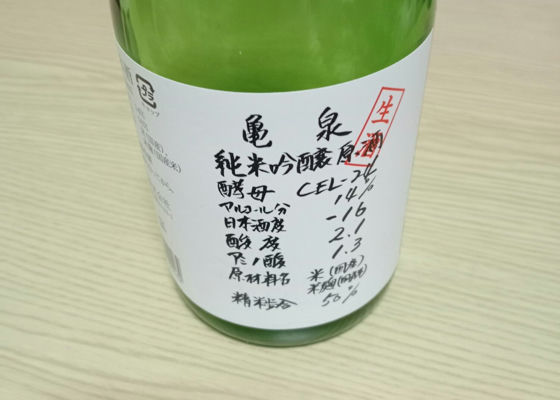 亀泉
生酒
純米吟醸原酒
酵母 CEL-24
アルコール分 14%
日本酒度 -16
酸度 2.1
アミノ酸 1.3
原材料名 米(国産)
米麹(国産米)
精米歩合 50%
プラ